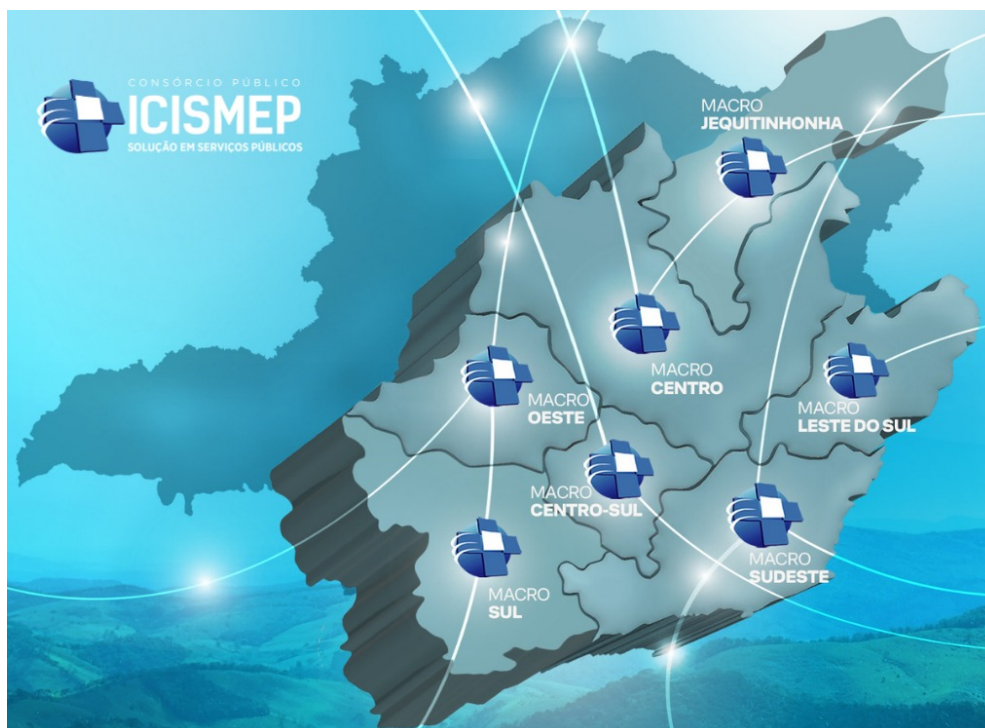 CONSÓRCIO PÚBLICO
ICISMEP
SOLUÇÃO EM SERVIÇOS PÚBLICOS
MACRO
JEQUITINHONHA
MACRO
CENTRO
MACRO
OESTE
MACRO
LESTE DO SUL
MACRO
CENTRO-SUL
MACRO
SUDESTE
MACRO
SUL